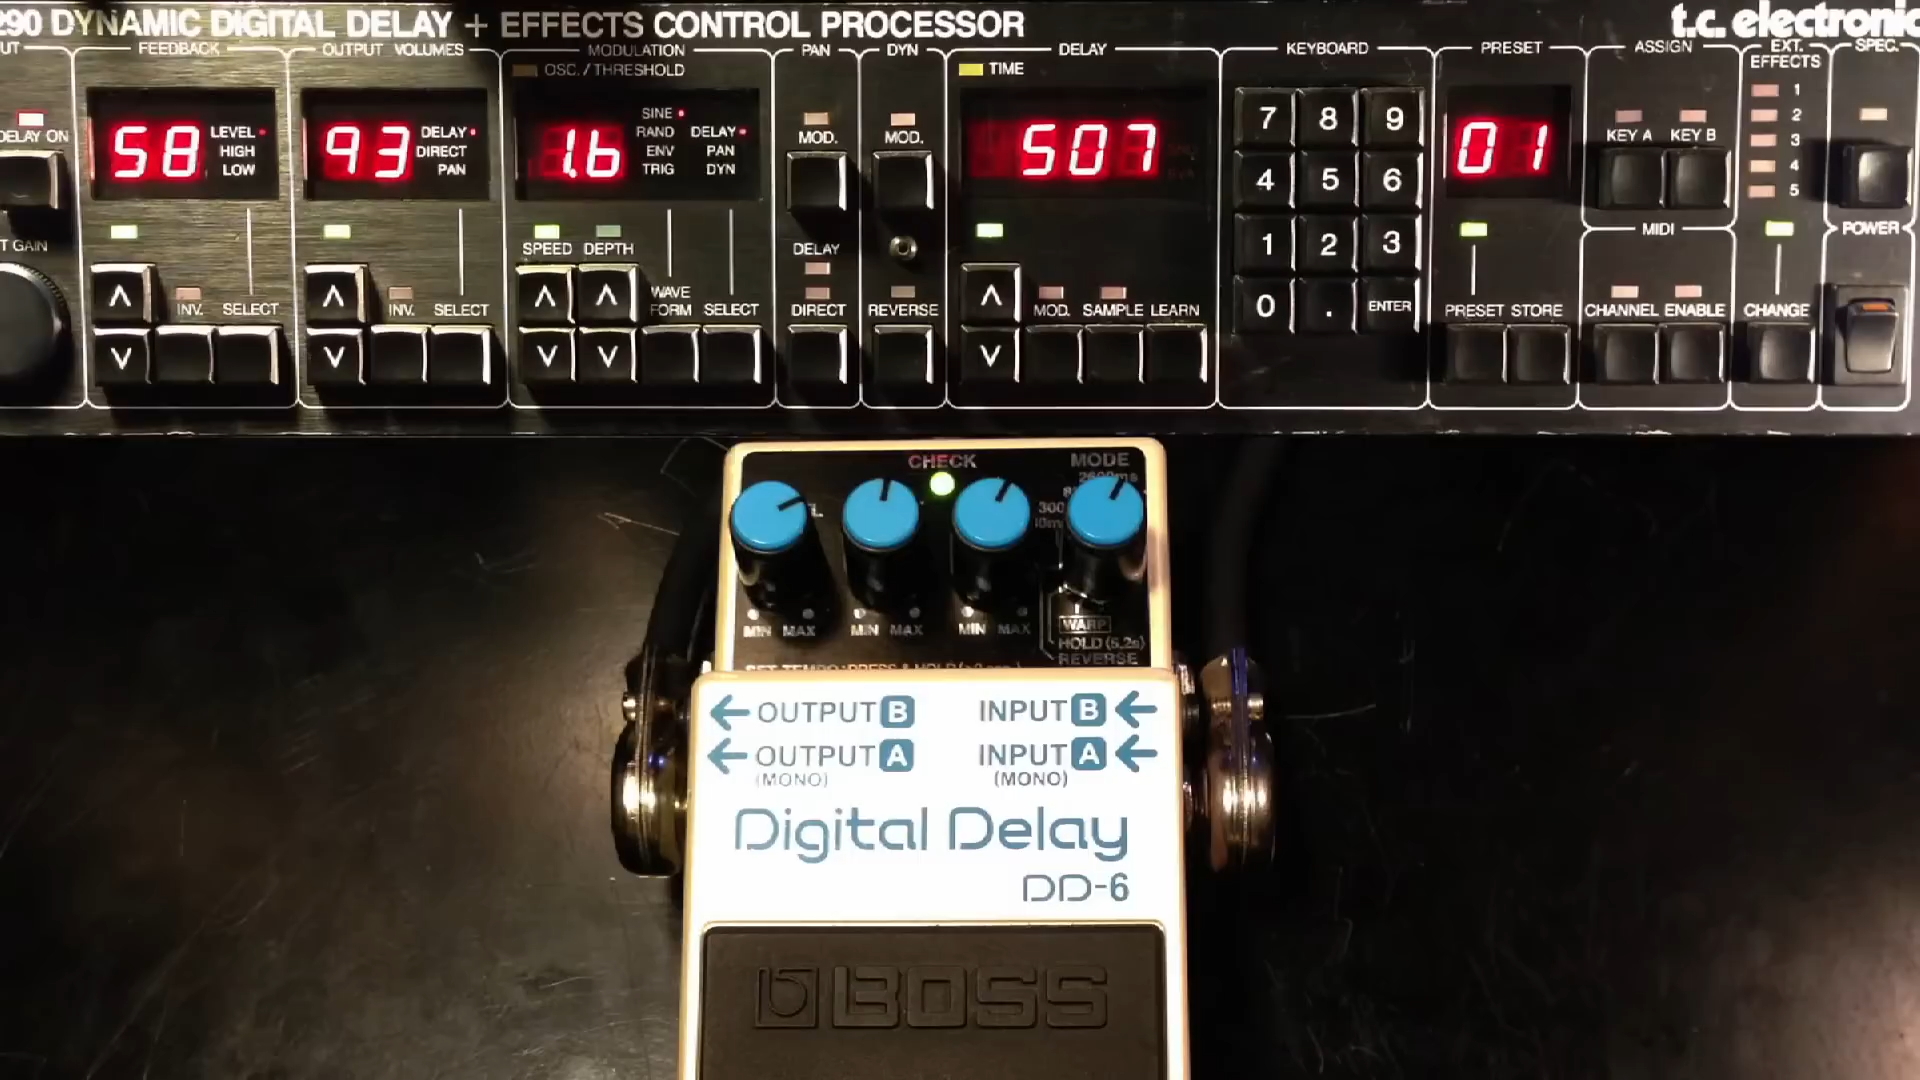 290 DYNAMIC DIGITAL DELAY + EFFECTS CONTROL PROCESSOR
t.c. electronic
FEEDBACK
OUTPUT VOLUMES
MODULATION
PAN
DYN
DELAY
KEYBOARD
PRESET
ASSIGN
EXT. EFFECTS
SPEC.
OSC. / THRESHOLD
TIME
DELAY ON
58
LEVEL
HIGH
LOW
93
DELAY
DIRECT
PAN
1.6
SINE
RAND
ENV
TRIG
DELAY
PAN
DYN
MOD.
MOD.
507
7 8 9
4 5 6
1 2 3
0 . ENTER
01
KEY A KEY B
1
2
3
4
5
MIDI
POWER
SPEED DEPTH
DELAY
DIRECT
REVERSE
GAIN
INV. SELECT
INV. SELECT
WAVE FORM SELECT
MOD. SAMPLE LEARN
PRESET STORE
CHANNEL ENABLE
CHANGE
CHECK
MODE
MIN MAX
MIN MAX
MIN MAX
WARP
HOLD (5.2s)
REVERSE
OUTPUT B
INPUT B
OUTPUT A
(MONO)
INPUT A
(MONO)
Digital Delay
DD-6
BOSS